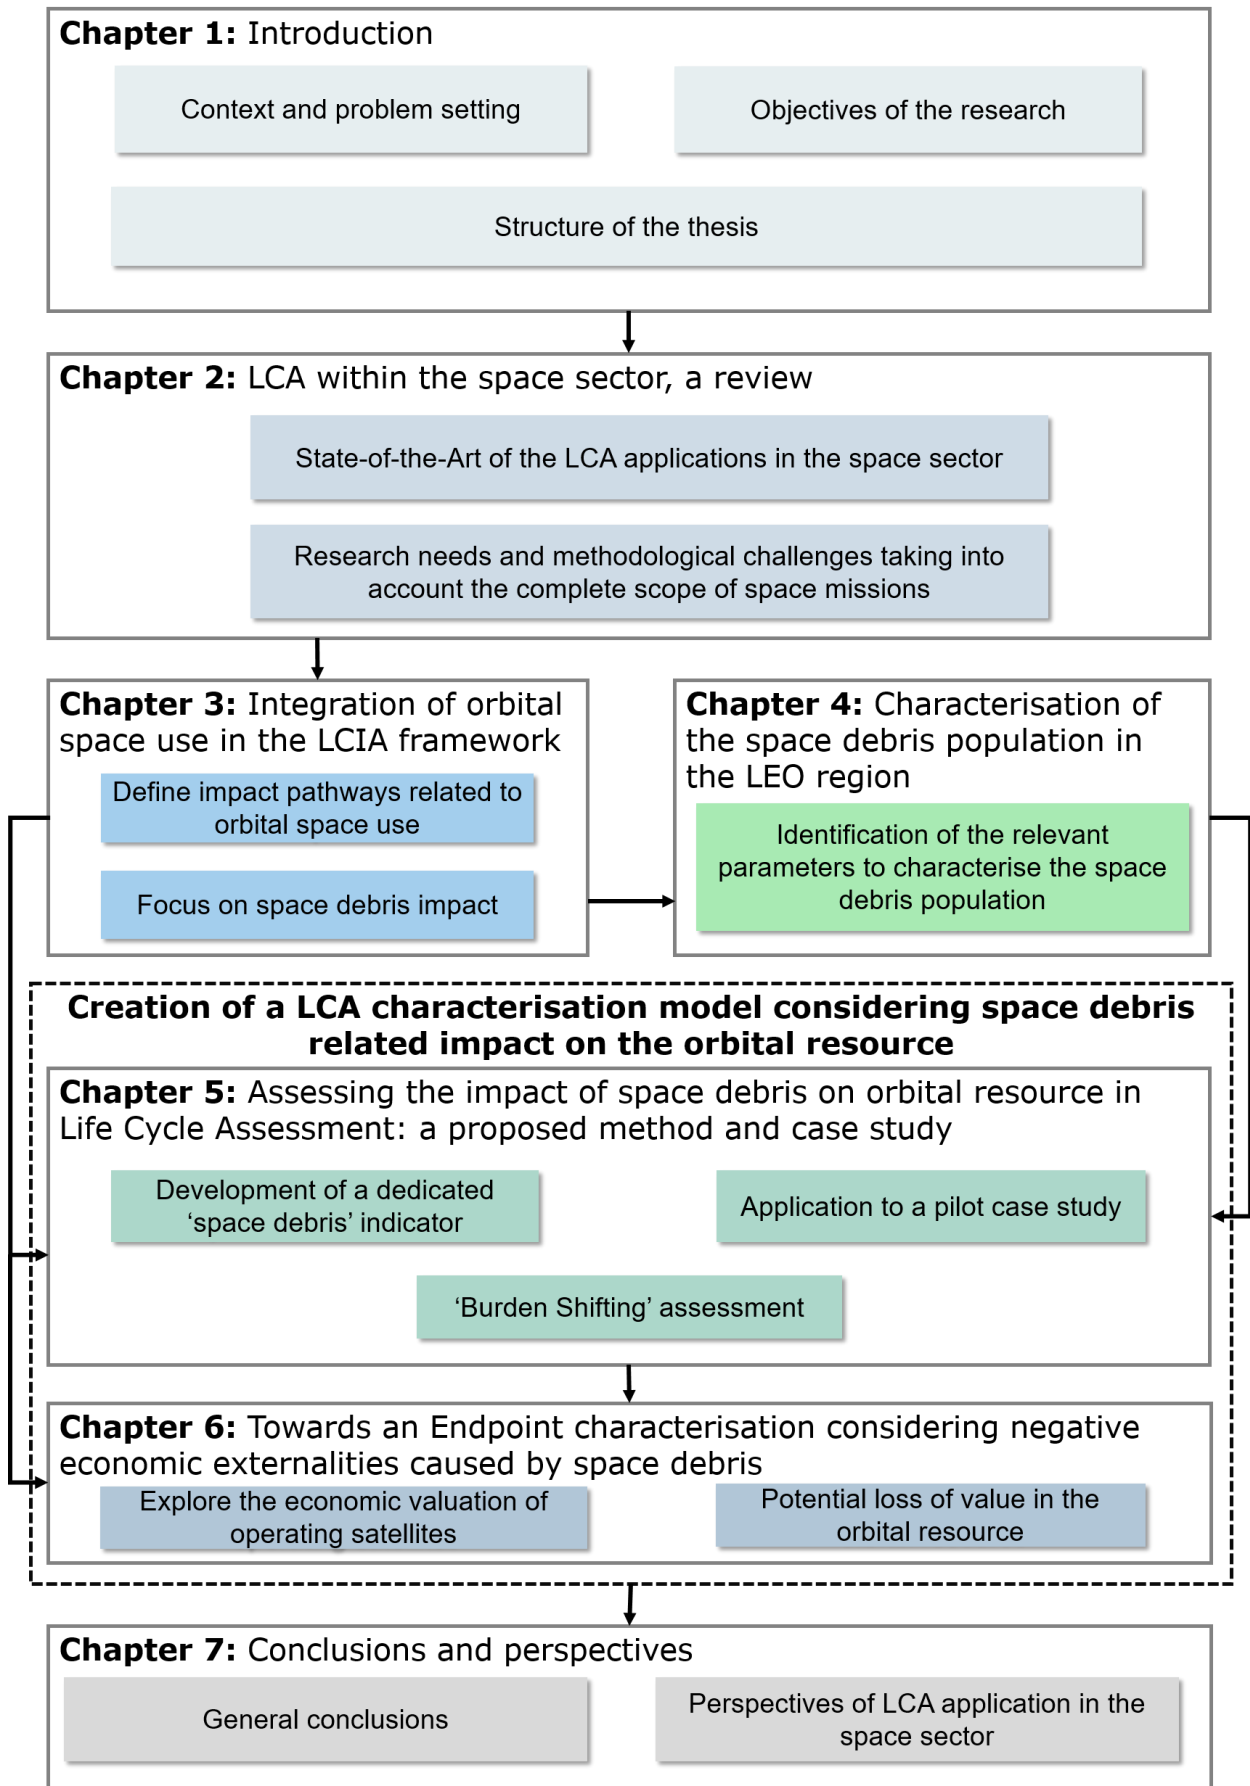 Chapter 1: Introduction
Context and problem setting
Objectives of the research
Structure of the thesis
Chapter 2: LCA within the space sector, a review
State-of-the-Art of the LCA applications in the space sector
Research needs and methodological challenges taking into
account the complete scope of space missions
Chapter 3: Integration of orbital
space use in the LCIA framework
Define impact pathways related to
orbital space use
Focus on space debris impact
Chapter 4: Characterisation of
the space debris population in
the LEO region
Identification of the relevant
parameters to characterise the space
debris population
Creation of a LCA characterisation model considering space debris
related impact on the orbital resource
Chapter 5: Assessing the impact of space debris on orbital resource in
Life Cycle Assessment: a proposed method and case study
Development of a dedicated
‘space debris’ indicator
Application to a pilot case study
‘Burden Shifting’ assessment
Chapter 6: Towards an Endpoint characterisation considering negative
economic externalities caused by space debris
Explore the economic valuation of
operating satellites
Potential loss of value in the
orbital resource
Chapter 7: Conclusions and perspectives
General conclusions
Perspectives of LCA application in the
space sector